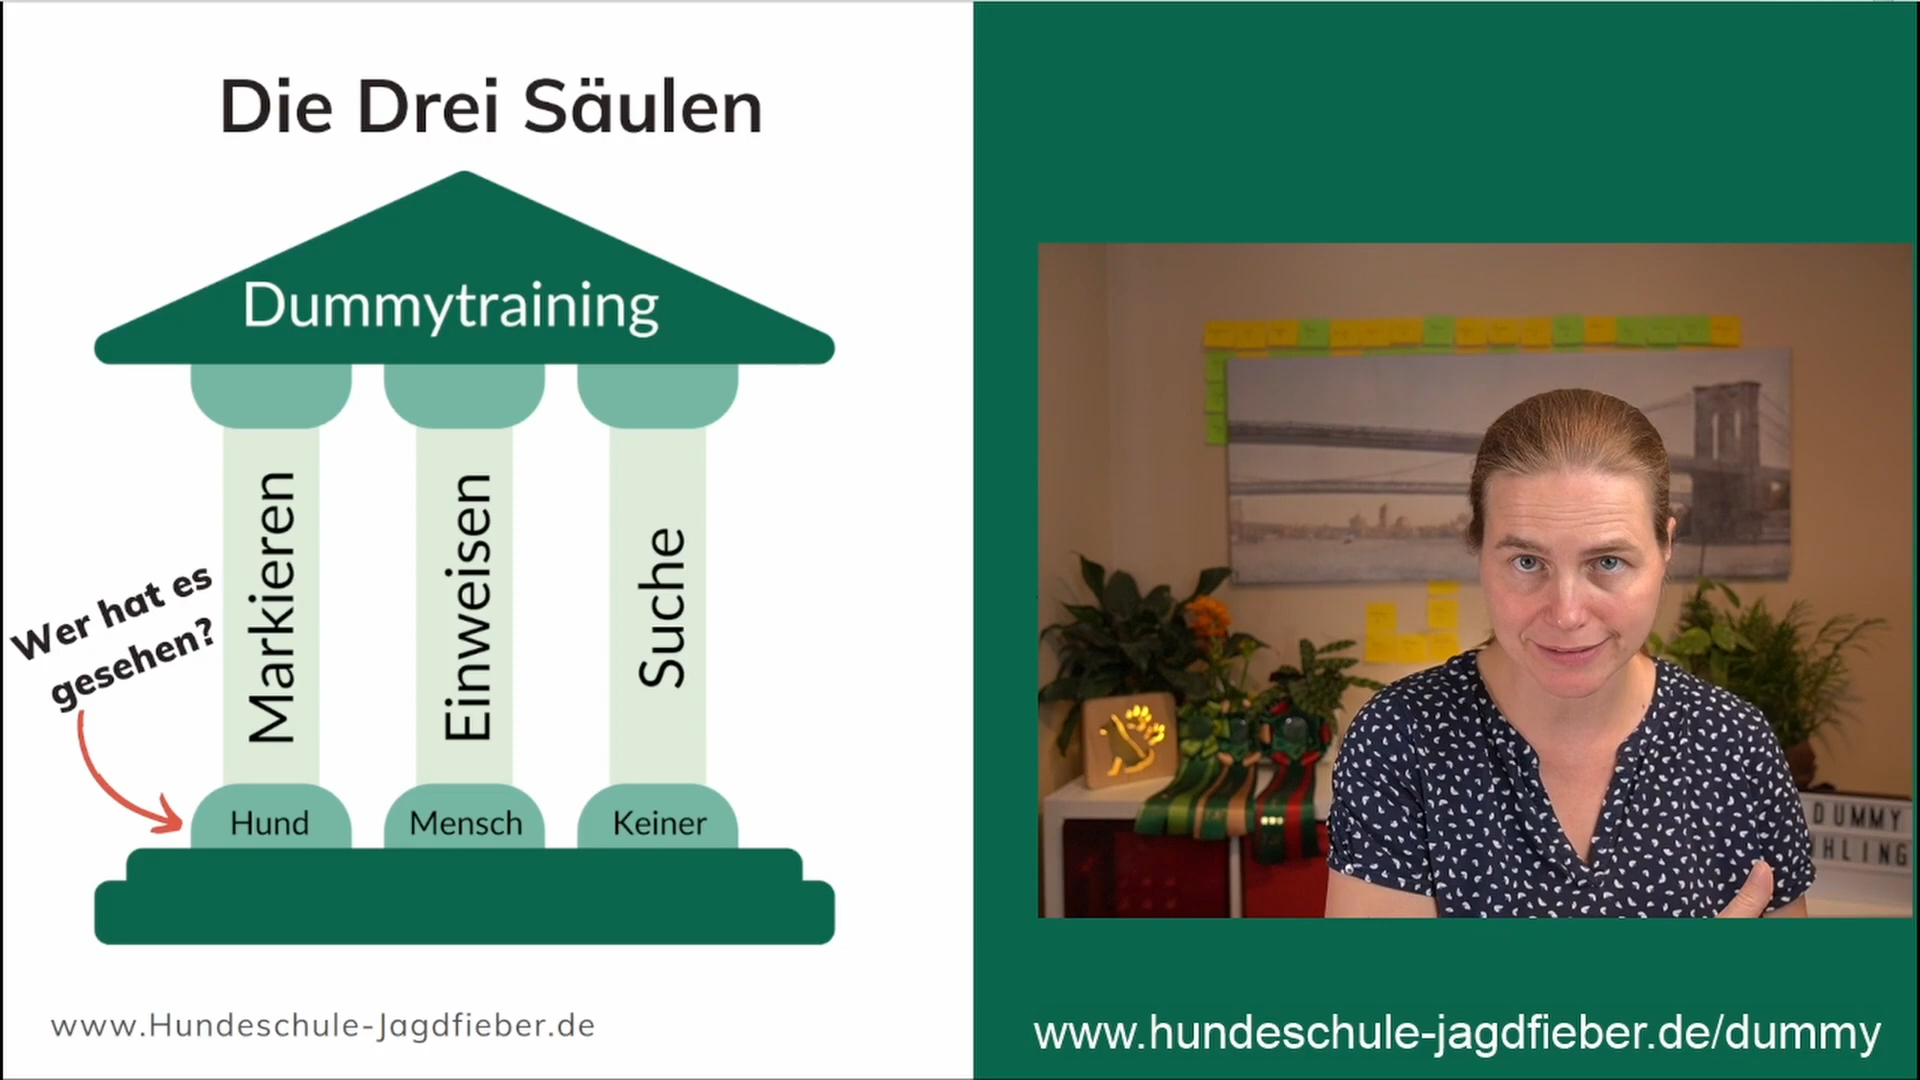 Die Drei Säulen
Dummytraining
Markieren
Einweisen
Suche
Wer hat es
gesehen?
Hund
Mensch
Keiner
www.Hundeschule-Jagdfieber.de
DUMMY
HLING
www.hundeschule-jagdfieber.de/dummy